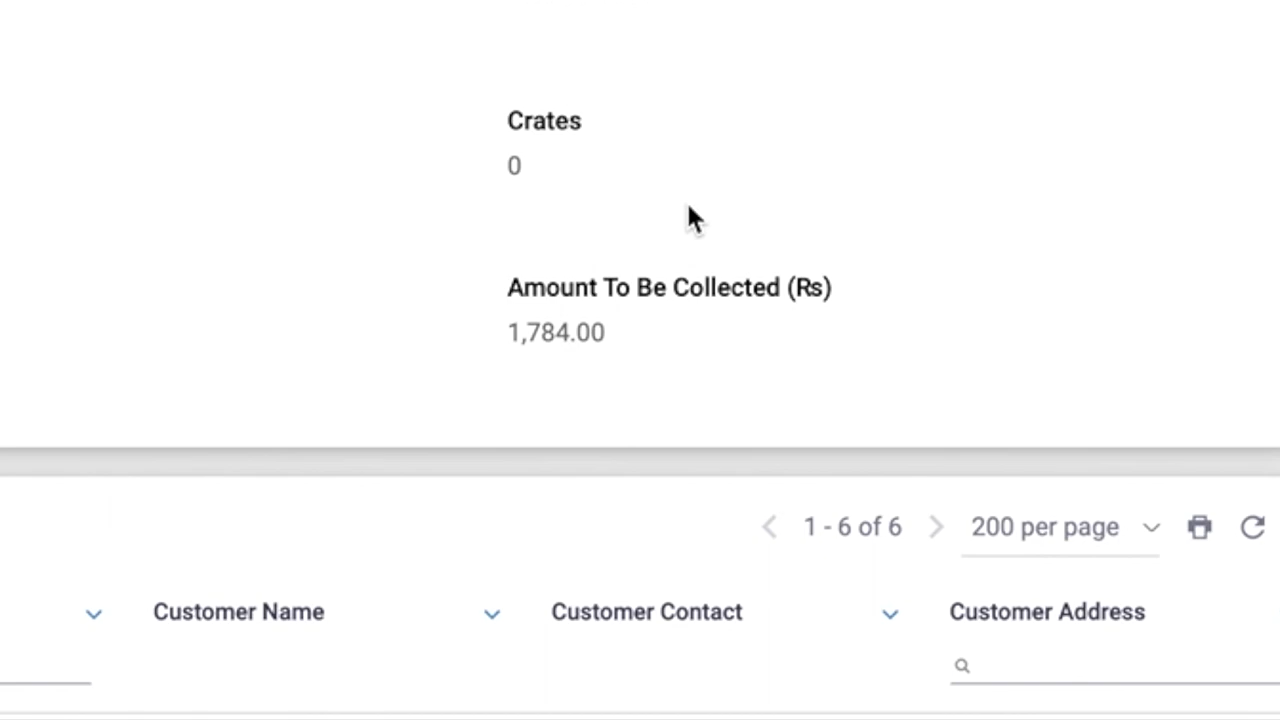 Crates
0
Amount To Be Collected (Rs)
1,784.00
1 - 6 of 6 200 per page
Customer Name Customer Contact Customer Address